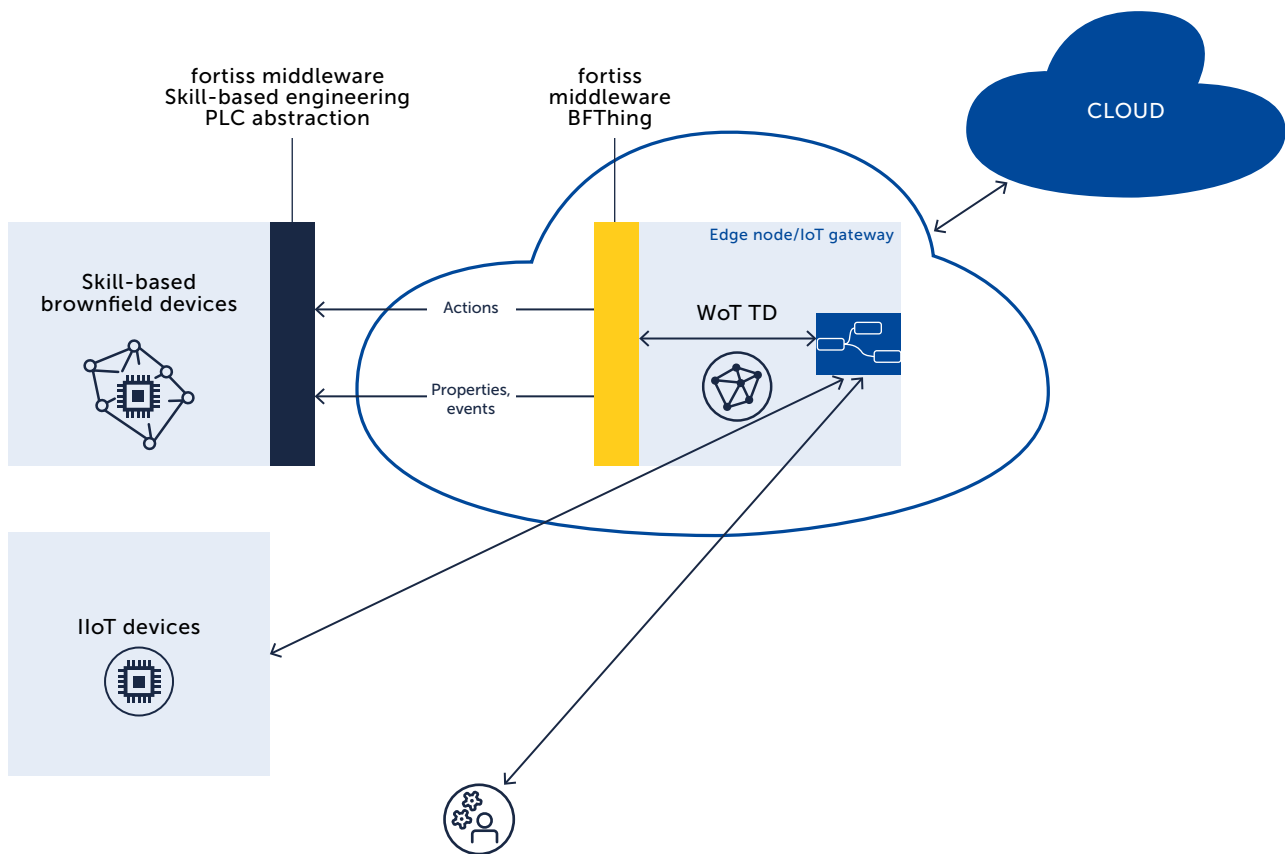 fortiss middleware
Skill-based engineering
PLC abstraction
fortiss
middleware
BFThing
CLOUD
Edge node/IoT gateway
Skill-based
brownfield devices
Actions
WoT TD
Properties,
events
IIoT devices